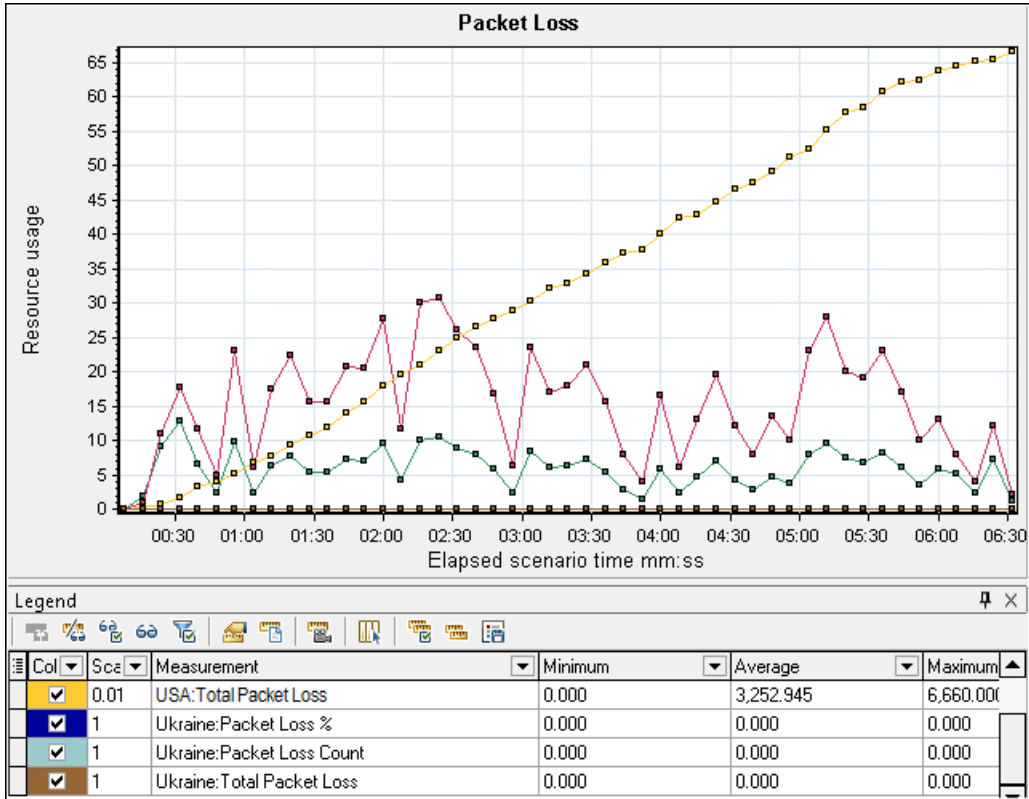 Packet Loss
65
60
55
50
45
40
35
30
25
20
15
10
5
0
Resource usage
00:30 01:00 01:30 02:00 02:30 03:00 03:30 04:00 04:30 05:00 05:30 06:00 06:30
Elapsed scenario time mm:ss
Legend
Col Sca Measurement Minimum Average Maximum
0.01 USA:Total Packet Loss 0.000 3,252.945 6,660.000
1 Ukraine:Packet Loss % 0.000 0.000 0.000
1 Ukraine:Packet Loss Count 0.000 0.000 0.000
1 Ukraine:Total Packet Loss 0.000 0.000 0.000